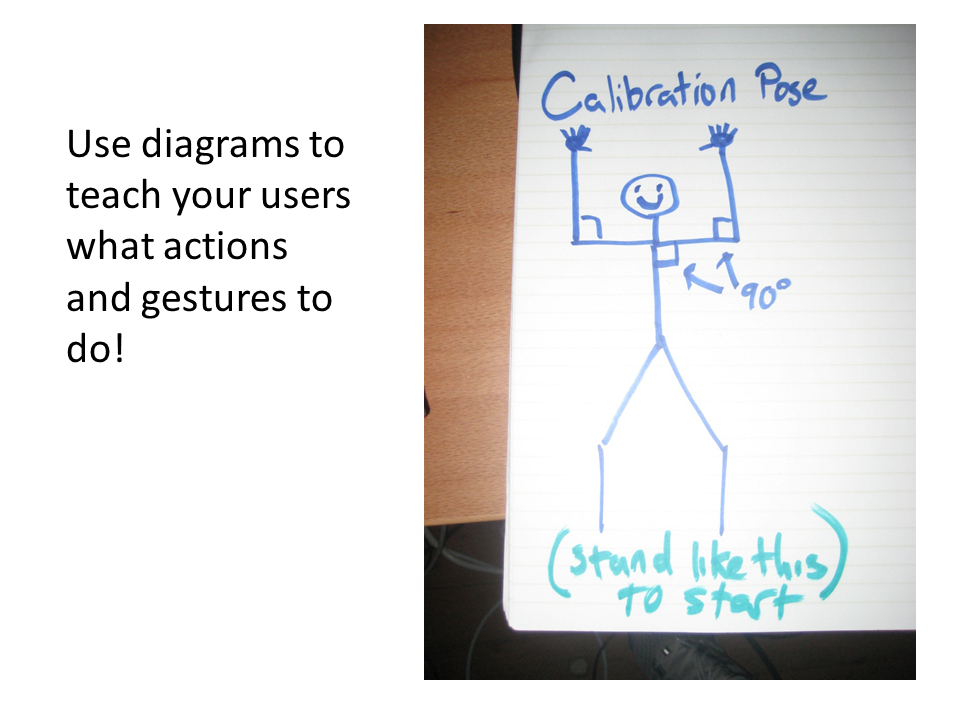 Use diagrams to
teach your users
what actions
and gestures to
do!
Calibration Pose
90°
(stand like this)
to start